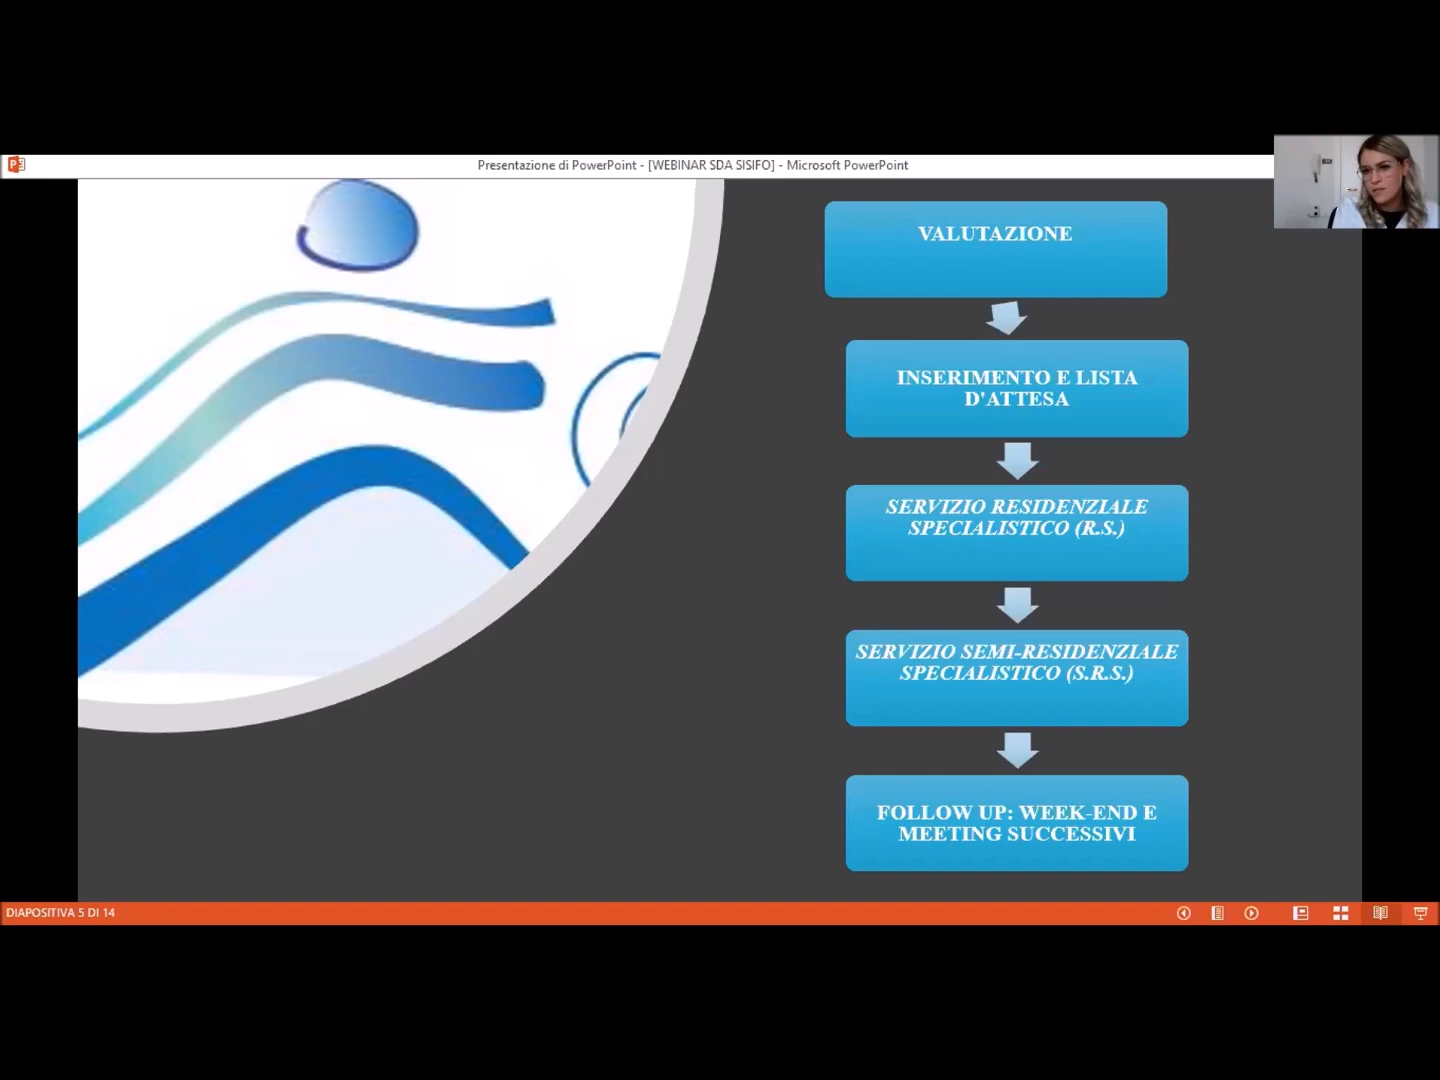 Presentazione di PowerPoint - [WEBINAR SDA SISIFO] - Microsoft PowerPoint
VALUTAZIONE
INSERIMENTO E LISTA
D'ATTESA
SERVIZIO RESIDENZIALE
SPECIALISTICO (R.S.)
SERVIZIO SEMI-RESIDENZIALE
SPECIALISTICO (S.R.S.)
FOLLOW UP: WEEK-END E
MEETING SUCCESSIVI
DIAPOSITIVA 5 DI 14